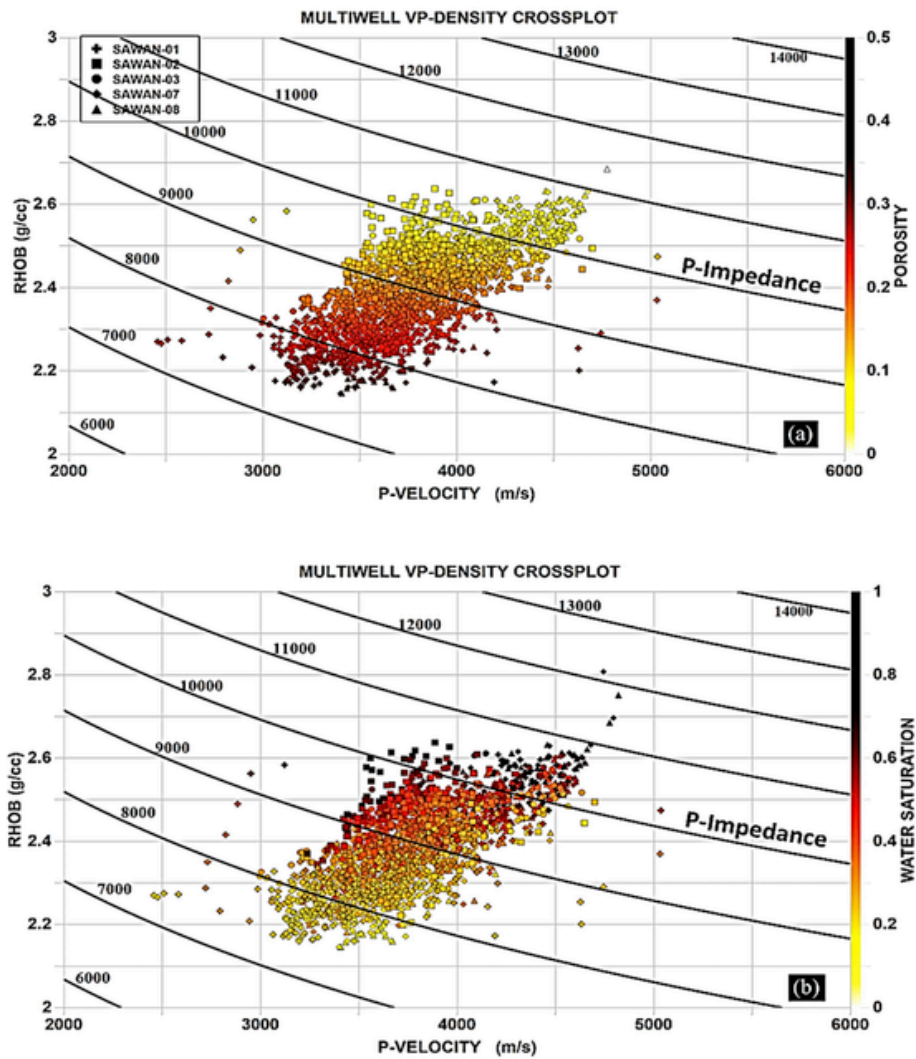 MULTIWELL VP-DENSITY CROSSPLOT
SAWAN-01
SAWAN-02
SAWAN-03
SAWAN-07
SAWAN-08
3
2.8
2.6
2.4
2.2
2
RHOB (g/cc)
6000
7000
8000
9000
10000
11000
12000
13000
14000
P-Impedance
(a)
0.5
0.4
0.3
0.2
0.1
0
POROSITY
2000 3000 4000 5000 6000
P-VELOCITY (m/s)
MULTIWELL VP-DENSITY CROSSPLOT
3
2.8
2.6
2.4
2.2
2
RHOB (g/cc)
6000
7000
8000
9000
10000
11000
12000
13000
14000
P-Impedance
(b)
1
0.8
0.6
0.4
0.2
0
WATER SATURATION
2000 3000 4000 5000 6000
P-VELOCITY (m/s)